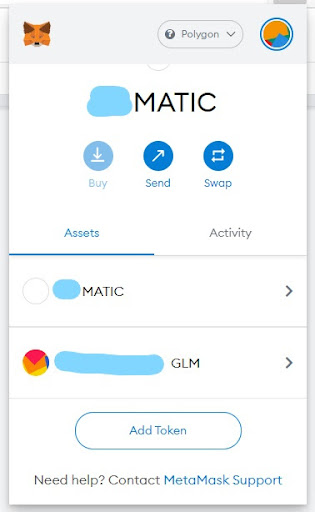 Polygon
MATIC
Buy Send Swap
Assets Activity
MATIC
GLM
Add Token
Need help? Contact MetaMask Support